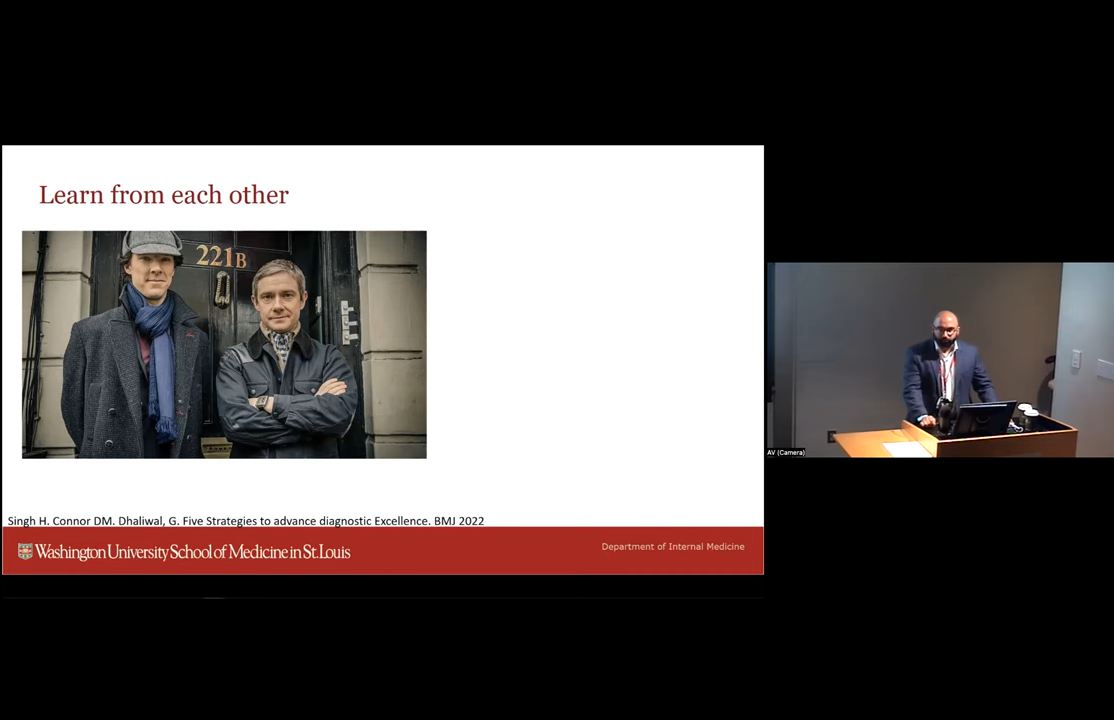 Learn from each other
221B
Singh H. Connor DM. Dhaliwal, G. Five Strategies to advance diagnostic Excellence. BMJ 2022
Washington University School of Medicine in St. Louis
Department of Internal Medicine
AV (Camera)